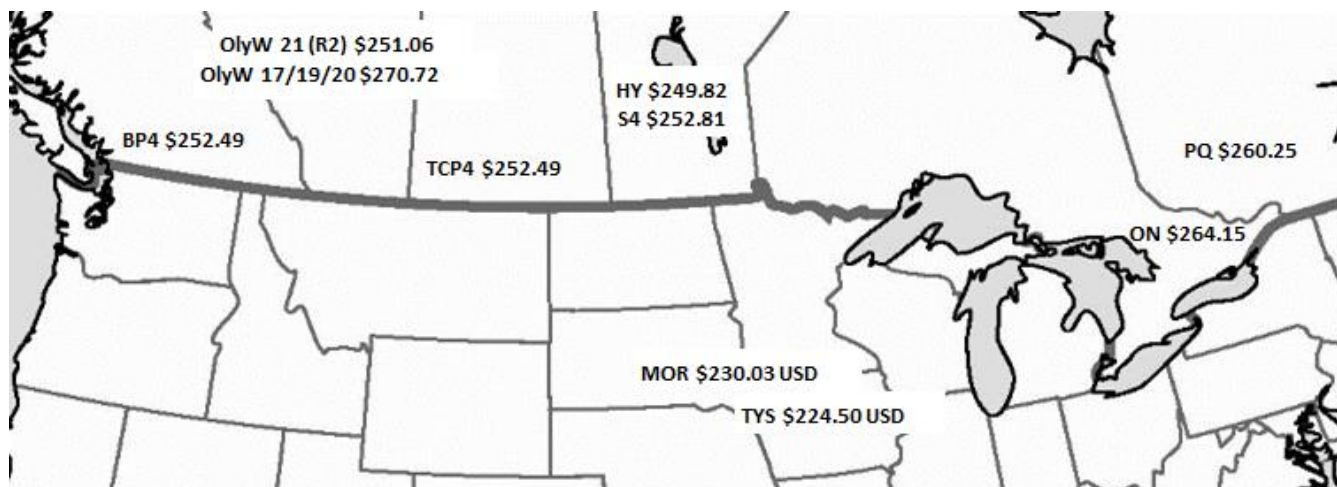 OlyW 21 (R2) $251.06
OlyW 17/19/20 $270.72
HY $249.82
S4 $252.81
BP4 $252.49
TCP4 $252.49
PQ $260.25
ON $264.15
MOR $230.03 USD
TYS $224.50 USD